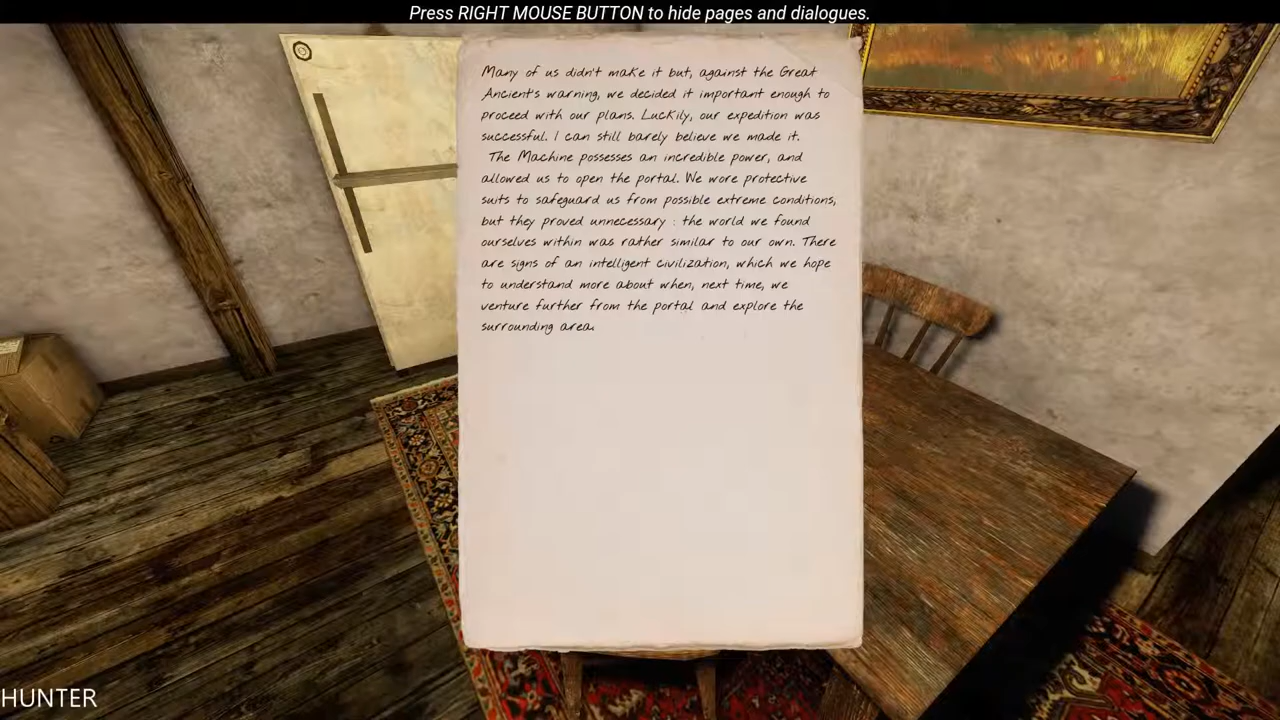 Press RIGHT MOUSE BUTTON to hide pages and dialogues.
Many of us didn't make it but, against the Great
Ancient's warning, we decided it important enough to
proceed with our plans. Luckily, our expedition was
successful. I can still barely believe we made it.
The Machine possesses an incredible power, and
allowed us to open the portal. We wore protective
suits to safeguard us from possible extreme conditions,
but they proved unnecessary : the world we found
ourselves within was rather similar to our own. There
are signs of an intelligent civilization, which we hope
to understand more about when, next time, we
venture further from the portal and explore the
surrounding area.
HUNTER